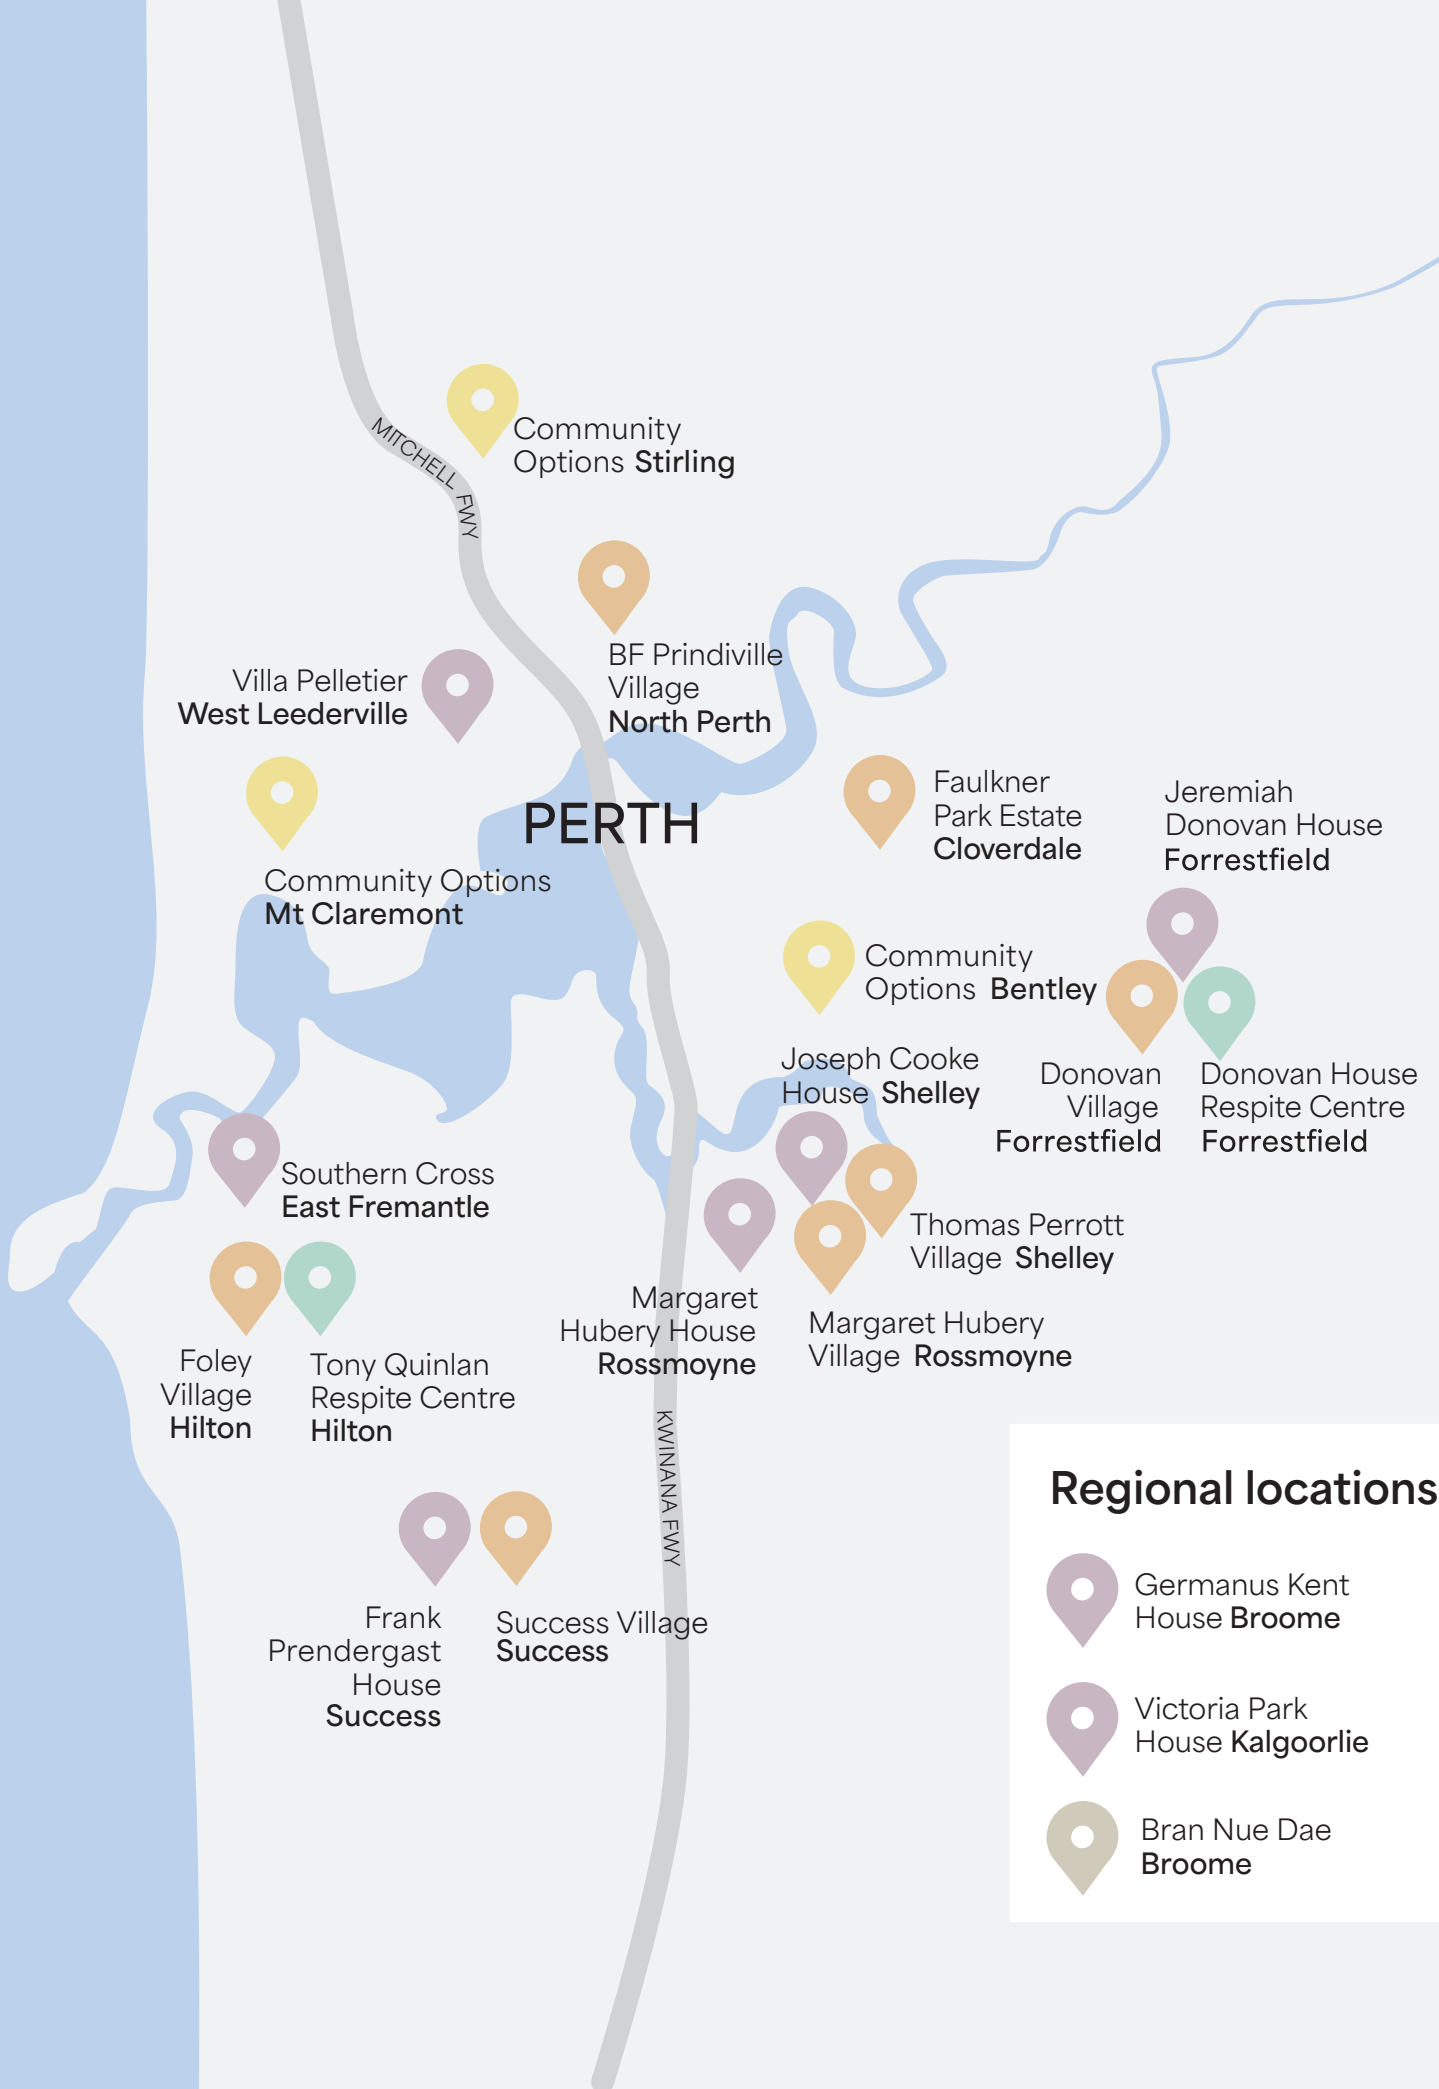 MITCHELL FWY
Community
Options Stirling
BF Prindiville
Village
North Perth
Villa Pelletier
West Leederville
PERTH
Faulkner
Park Estate
Cloverdale
Jeremiah
Donovan House
Forrestfield
Community Options
Mt Claremont
Community
Options Bentley
Joseph Cooke
House Shelley
Donovan
Village
Forrestfield
Donovan House
Respite Centre
Forrestfield
Southern Cross
East Fremantle
Thomas Perrott
Village Shelley
Margaret
Hubery House
Rossmoyne
Margaret Hubery
Village Rossmoyne
Foley
Village
Hilton
Tony Quinlan
Respite Centre
Hilton
KWINANA FWY
Frank
Prendergast
House
Success
Success Village
Success
Regional locations
Germanus Kent
House Broome
Victoria Park
House Kalgoorlie
Bran Nue Dae
Broome